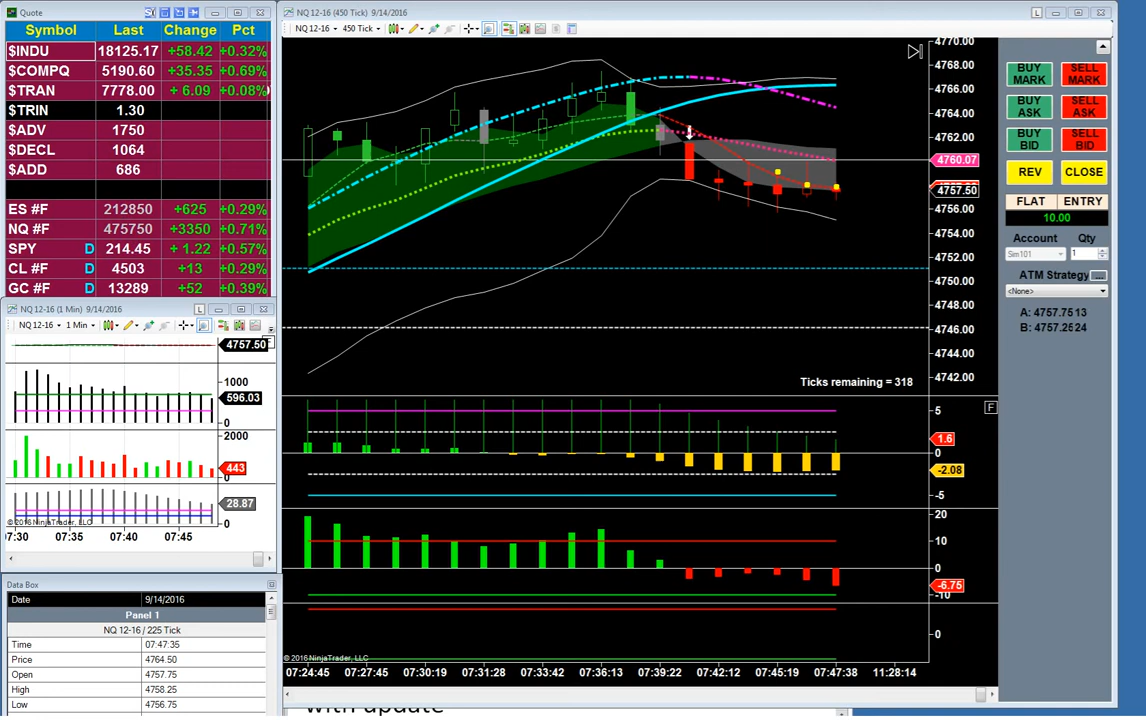 Quote
Symbol Last Change Pct
$INDU 18125.17 +58.42 +0.32%
$COMPQ 5190.60 +35.35 +0.69%
$TRAN 7778.00 + 6.09 +0.08%
$TRIN 1.30
$ADV 1750
$DECL 1064
$ADD 686
ES #F 212850 +625 +0.29%
NQ #F 475750 +3350 +0.71%
SPY D 214.45 + 1.22 +0.57%
CL #F D 4503 +13 +0.29%
GC #F D 13289 +52 +0.39%
NQ 12-16 (1 Min) 9/14/2016
L
NQ 12-16 1 Min
4757.50
1000
596.03
0
2000
443
0
28.87
0
© 2016 NinjaTrader, LLC
07:30 07:35 07:40 07:45
Data Box
Date 9/14/2016
Panel 1
NQ 12-16 / 225 Tick
Time 07:47:35
Price 4764.50
Open 4757.75
High 4758.25
Low 4756.75
NQ 12-16 (450 Tick) 9/14/2016
L
NQ 12-16 450 Tick
4770.00
4768.00
4766.00
4764.00
4762.00
4760.07
4757.50
4756.00
4754.00
4752.00
4750.00
4748.00
4746.00
4744.00
4742.00
Ticks remaining = 318
F
5
1.6
0
-2.08
-5
20
10
0
-6.75
-10
0
© 2016 NinjaTrader, LLC
07:24:45 07:27:45 07:30:19 07:31:28 07:33:42 07:36:13 07:39:22 07:42:12 07:45:19 07:47:38 11:28:14
BUY MARK SELL MARK
BUY ASK SELL ASK
BUY BID SELL BID
REV CLOSE
FLAT ENTRY
10.00
Account Qty
Sim101 1
ATM Strategy ...
<None>
A: 4757.75 13
B: 4757.25 24
with update